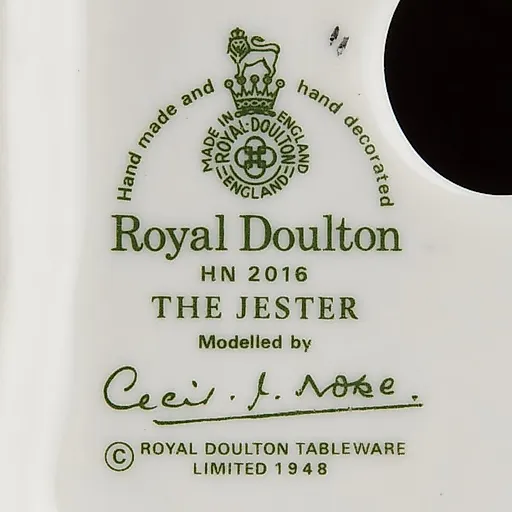 Hand made and hand decorated
MADE IN ENGLAND
ROYAL·DOULTON
ENGLAND
Royal Doulton
HN 2016
THE JESTER
Modelled by
Cecil. J. Noke.
© ROYAL DOULTON TABLEWARE
LIMITED 1948